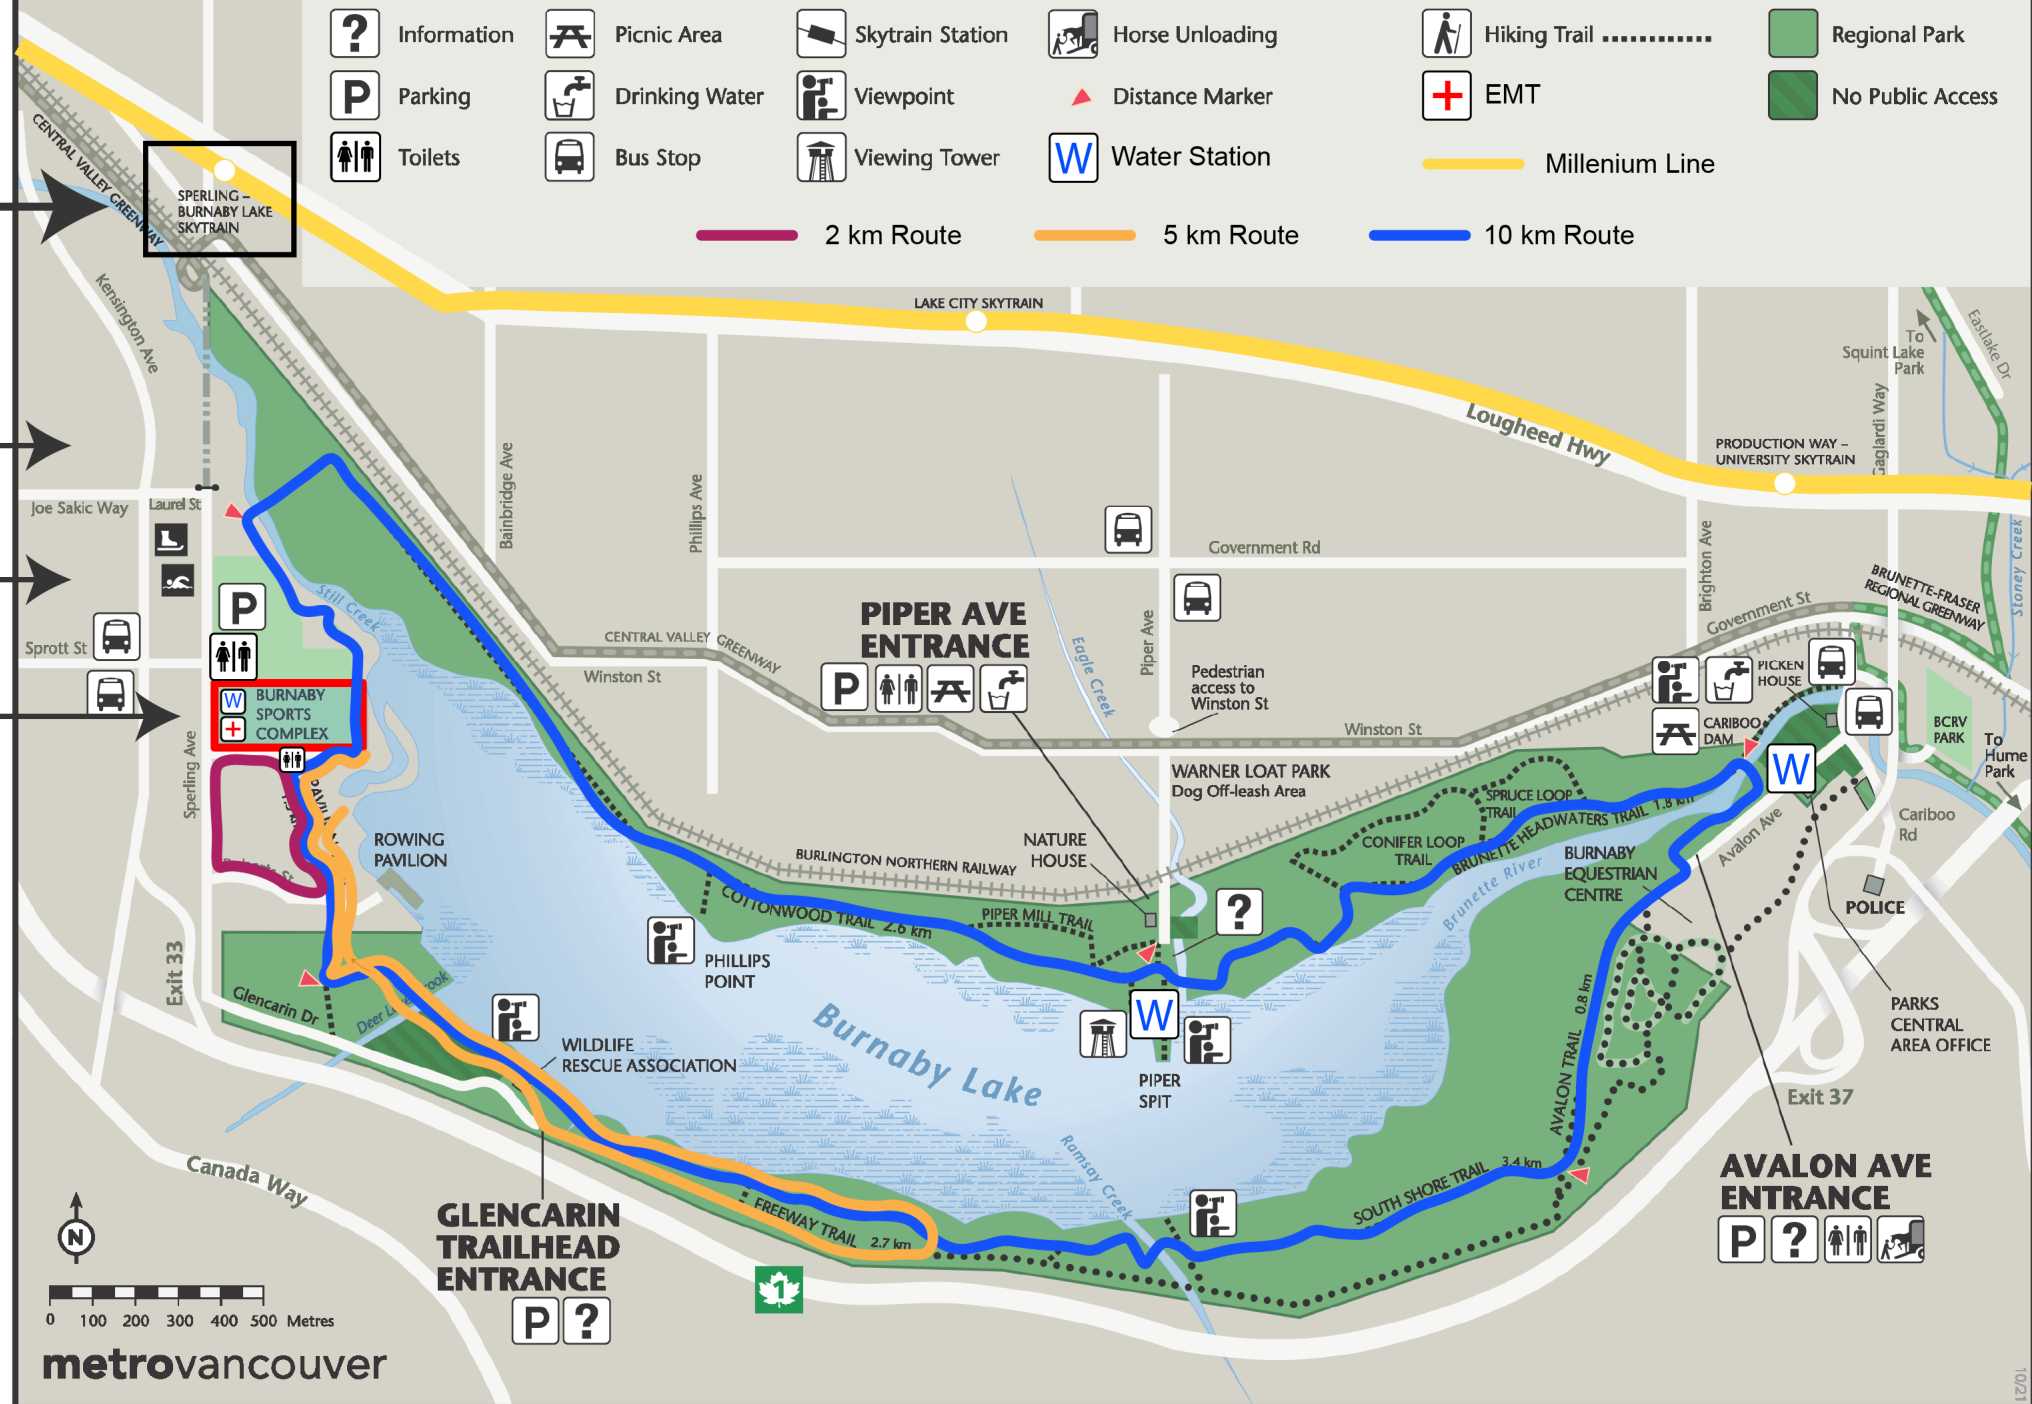 ?
Information
Picnic Area
Skytrain Station
Horse Unloading
Hiking Trail
Regional Park
P
Parking
Drinking Water
Viewpoint
Distance Marker
EMT
No Public Access
Toilets
Bus Stop
Viewing Tower
W
Water Station
Millenium Line
2 km Route
5 km Route
10 km Route
CENTRAL VALLEY GREENWAY
SPERLING –
BURNABY LAKE
SKYTRAIN
Kensington Ave
LAKE CITY SKYTRAIN
Lougheed Hwy
PRODUCTION WAY –
UNIVERSITY SKYTRAIN
To
Squint Lake
Park
Eastlake Dr
Gaglardi Way
Stoney Creek
Joe Sakic Way
Laurel St
Bainbridge Ave
Phillips Ave
Government Rd
Brighton Ave
P
Still Creek
Sprott St
W
BURNABY
SPORTS
COMPLEX
Sperling Ave
CENTRAL VALLEY GREENWAY
Winston St
PIPER AVE
ENTRANCE
P
Eagle Creek
Piper Ave
Pedestrian
access to
Winston St
Winston St
Government St
BRUNETTE-FRASER
REGIONAL GREENWAY
PICKEN
HOUSE
CARIBOO
DAM
W
BCRV
PARK
To
Hume
Park
Cariboo
Rd
Avalon Ave
WARNER LOAT PARK
Dog Off-leash Area
SPRUCE LOOP
TRAIL
CONIFER LOOP
TRAIL
BRUNETTE HEADWATERS TRAIL 1.8 km
Brunette River
BURNABY
EQUESTRIAN
CENTRE
NATURE
HOUSE
BURLINGTON NORTHERN RAILWAY
ROWING
PAVILION
COTTONWOOD TRAIL 2.6 km
PIPER MILL TRAIL
?
PHILLIPS
POINT
W
PIPER
SPIT
Burnaby Lake
POLICE
PARKS
CENTRAL
AREA OFFICE
Exit 33
Glencarin Dr
WILDLIFE
RESCUE ASSOCIATION
AVALON TRAIL 0.8 km
Exit 37
Canada Way
GLENCARIN
TRAILHEAD
ENTRANCE
P ?
FREEWAY TRAIL 2.7 km
Ramsay Creek
SOUTH SHORE TRAIL 3.4 km
AVALON AVE
ENTRANCE
P ?
1
N
0 100 200 300 400 500 Metres
metrovancouver
10/21